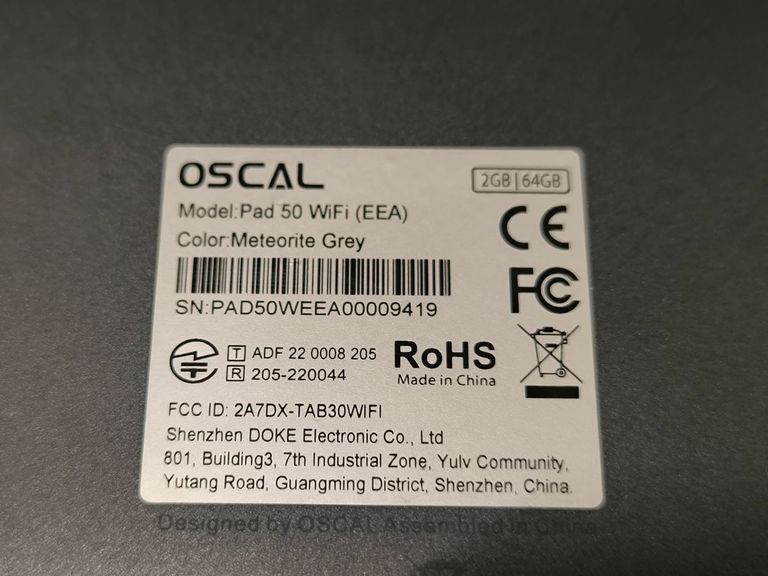 OSCAL
2GB | 64GB
Model:Pad 50 WiFi (EEA)
Color:Meteorite Grey
CE
FC
SN:PAD50WEEA00009419
T ADF 22 0008 205
R 205-220044
RoHS
Made in China
FCC ID: 2A7DX-TAB30WIFI
Shenzhen DOKE Electronic Co., Ltd
801, Building3, 7th Industrial Zone, Yulv Community,
Yutang Road, Guangming District, Shenzhen, China.
Designed by OSCAL Assembled in China